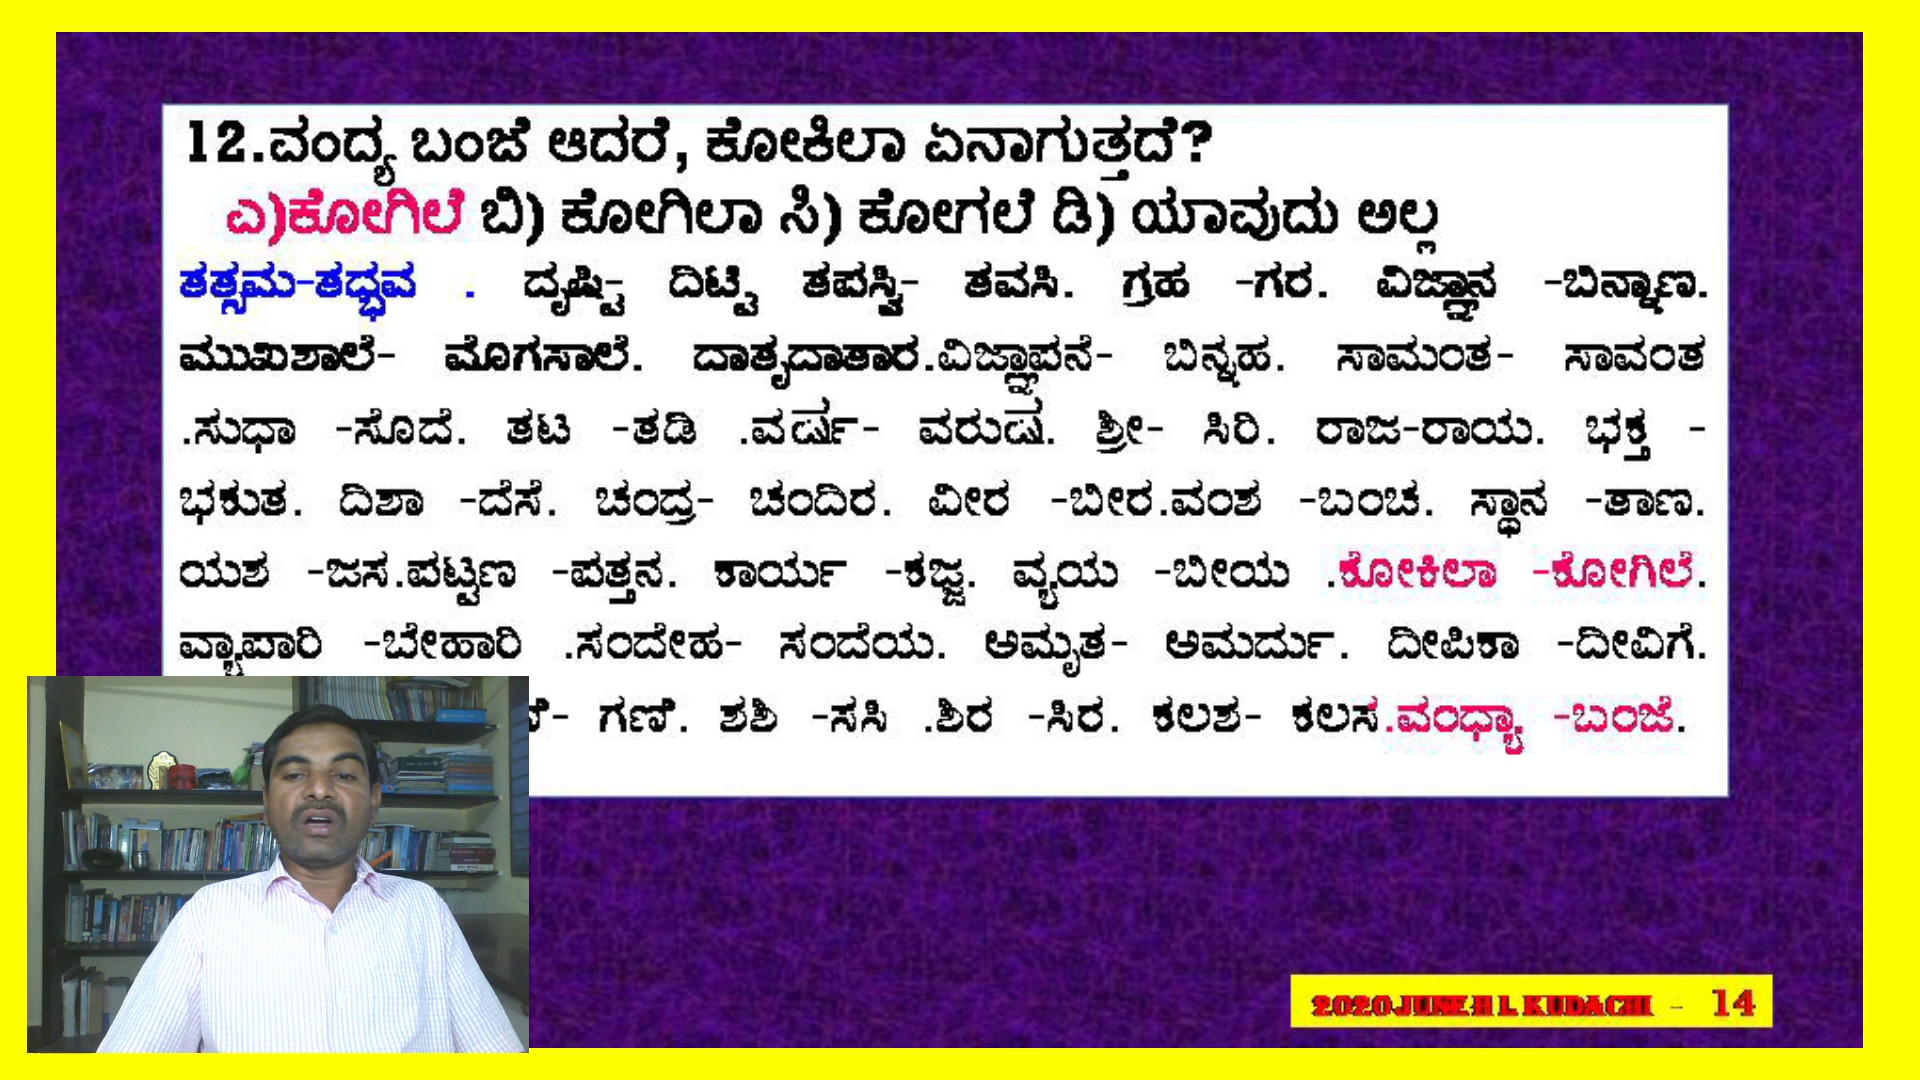 12.ವಂದ್ಯ ಬಂಜೆ ಆದರೆ, ಕೋಕಿಲಾ ಏನಾಗುತ್ತದೆ?
ಎ)ಕೋಗಿಲೆ ಬಿ) ಕೋಗಿಲಾ ಸಿ) ಕೋಗಲೆ ಡಿ) ಯಾವುದು ಅಲ್ಲ
ತತ್ಸಮ-ತದ್ಭವ . ದೃಷ್ಟಿ- ದಿಟ್ಟಿ ತಪಸ್ವಿ- ತವಸಿ. ಗ್ರಹ -ಗರ. ವಿಜ್ಞಾನ -ಬಿನ್ನಾಣ.
ಮುಖಶಾಲೆ- ಮೊಗಸಾಲೆ. ದಾತೃದಾತಾರ.ವಿಜ್ಞಾಪನೆ- ಬಿನ್ನಹ. ಸಾಮಂತ- ಸಾವಂತ
.ಸುಧಾ -ಸೊದೆ. ತಟ -ತಡಿ .ವರ್ಷ- ವರುಷ. ಶ್ರೀ- ಸಿರಿ. ರಾಜ-ರಾಯ. ಭಕ್ತ -
ಭಕುತ. ದಿಶಾ -ದೆಸೆ. ಚಂದ್ರ- ಚಂದಿರ. ವೀರ -ಬೀರ.ವಂಶ -ಬಂಚ. ಸ್ಥಾನ -ತಾಣ.
ಯಶ -ಜಸ.ಪಟ್ಟಣ -ಪತ್ತನ. ಕಾರ್ಯ -ಕಜ್ಜ. ವ್ಯಯ -ಬೀಯ .ಕೋಕಿಲಾ -ಕೋಗಿಲೆ.
ವ್ಯಾಪಾರಿ -ಬೇಹಾರಿ .ಸಂದೇಹ- ಸಂದೆಯ. ಅಮೃತ- ಅಮರ್ದು. ದೀಪಿಕಾ -ದೀವಿಗೆ.
- ಗಣೆ. ಶಶಿ -ಸಸಿ .ಶಿರ -ಸಿರ. ಕಲಶ- ಕಲಸ.ವಂಧ್ಯಾ -ಬಂಜೆ.
2020JUNE.H L KUDACHI - 14